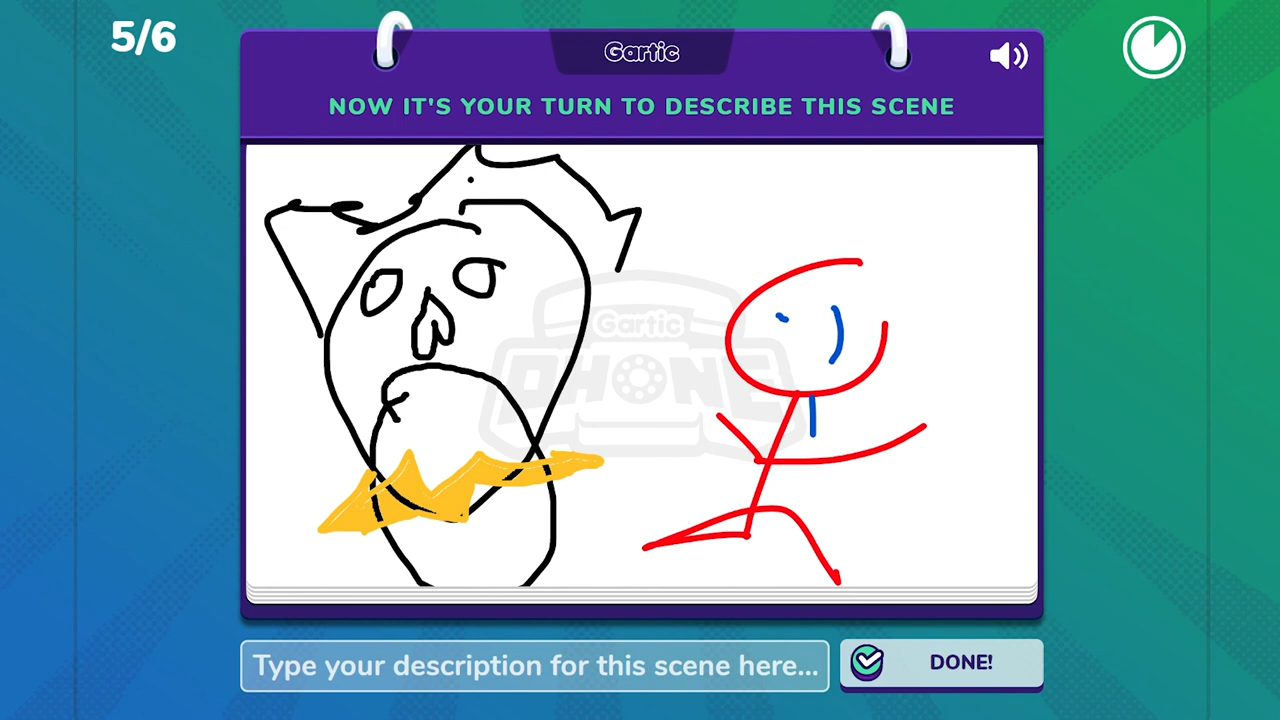 5/6
Gartic
NOW IT'S YOUR TURN TO DESCRIBE THIS SCENE
Gartic
PHONE
Type your description for this scene here...
DONE!